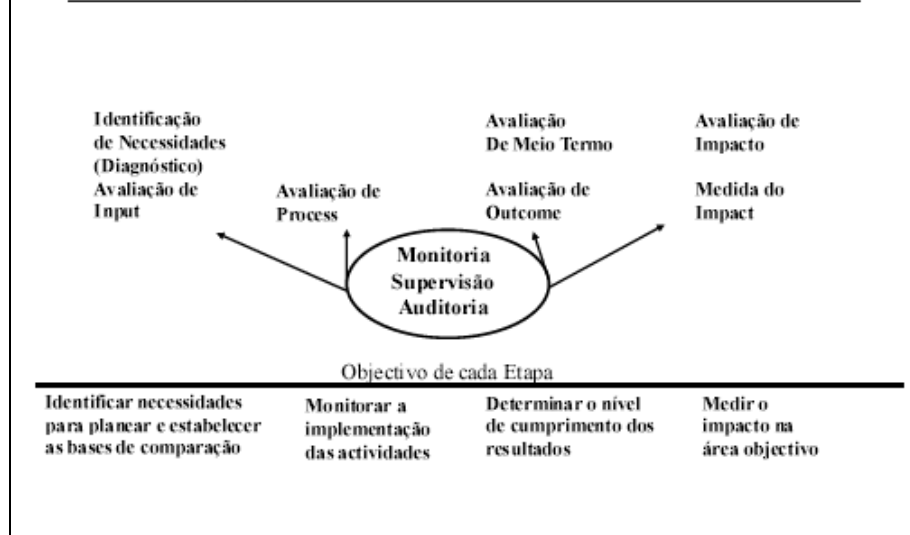 Identificação
de Necessidades
(Diagnóstico)
Avaliação de
Input
Avaliação de
Process
Avaliação
De Meio Termo
Avaliação de
Outcome
Avaliação de
Impacto
Medida do
Impact
Monitoria
Supervisão
Auditoria
Objectivo de cada Etapa
Identificar necessidades
para planear e estabelecer
as bases de comparação
Monitorar a
implementação
das actividades
Determinar o nível
de cumprimento dos
resultados
Medir o
impacto na
área objectivo